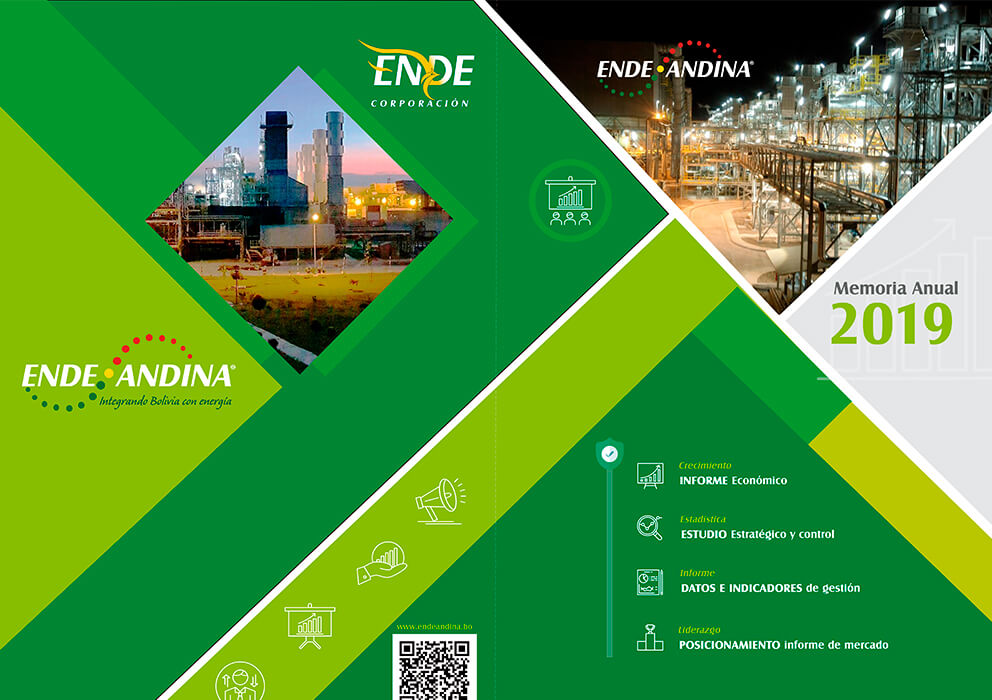 ENDE
CORPORACIÓN
ENDE ANDINA®
Integrando Bolivia con energía
www.endeandina.bo
ENDE ANDINA®
Memoria Anual
2019
Crecimiento
INFORME Económico
Estadística
ESTUDIO Estratégico y control
Informe
DATOS E INDICADORES de gestión
Liderazgo
POSICIONAMIENTO informe de mercado